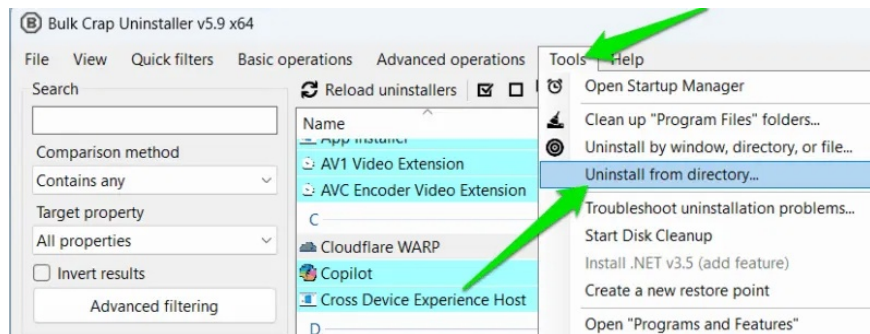 Bulk Crap Uninstaller v5.9 x64
File View Quick filters Basic operations Advanced operations Tools Help
Search
Comparison method
Contains any
Target property
All properties
Invert results
Advanced filtering
Reload uninstallers
Name
App Installer
AV1 Video Extension
AVC Encoder Video Extension
C
Cloudflare WARP
Copilot
Cross Device Experience Host
D
Open Startup Manager
Clean up "Program Files" folders...
Uninstall by window, directory, or file...
Uninstall from directory...
Troubleshoot uninstallation problems...
Start Disk Cleanup
Install .NET v3.5 (add feature)
Create a new restore point
Open "Programs and Features"